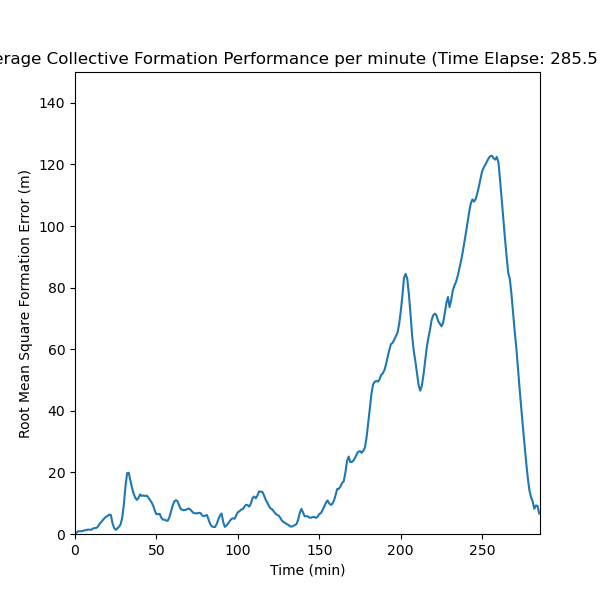 Collective Formation Performance per minute (Time Elapse: 285.5
140
120
100
80
60
40
20
0
Root Mean Square Formation Error (m)
0 50 100 150 200 250
Time (min)